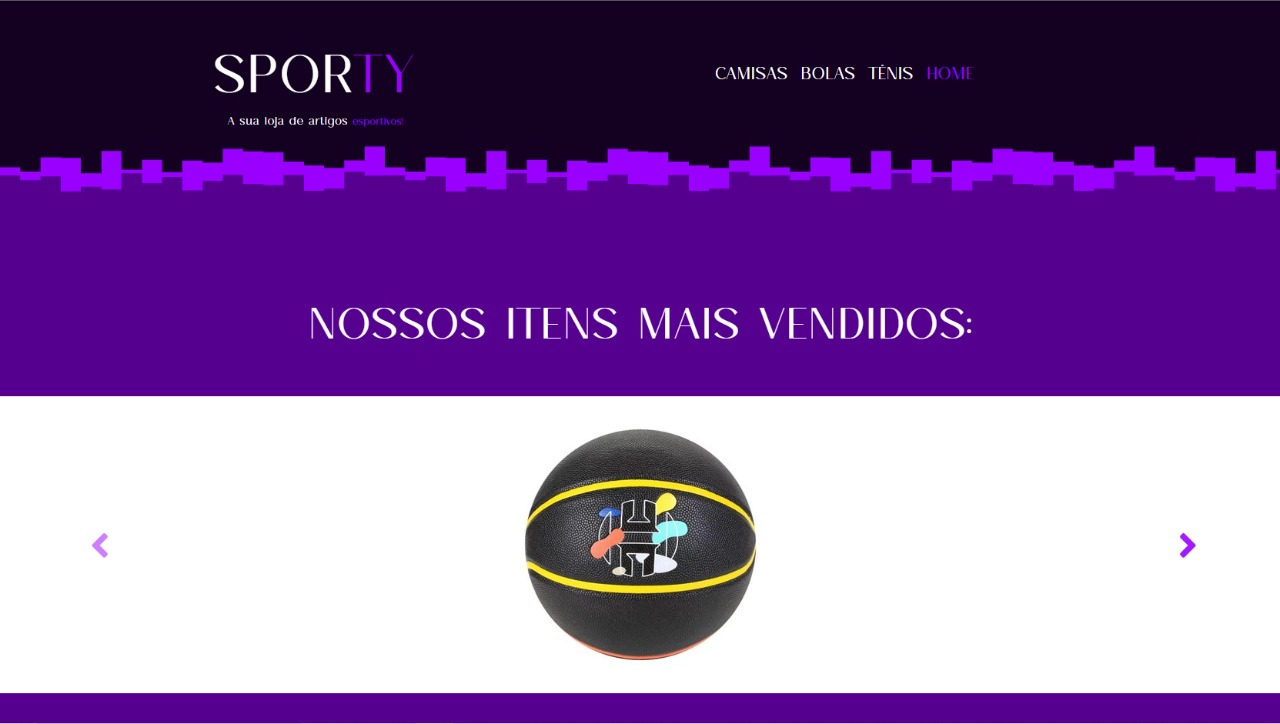 SPORTY
CAMISAS BOLAS TÊNIS HOME
A sua loja de artigos esportivos!
NOSSOS ITENS MAIS VENDIDOS: